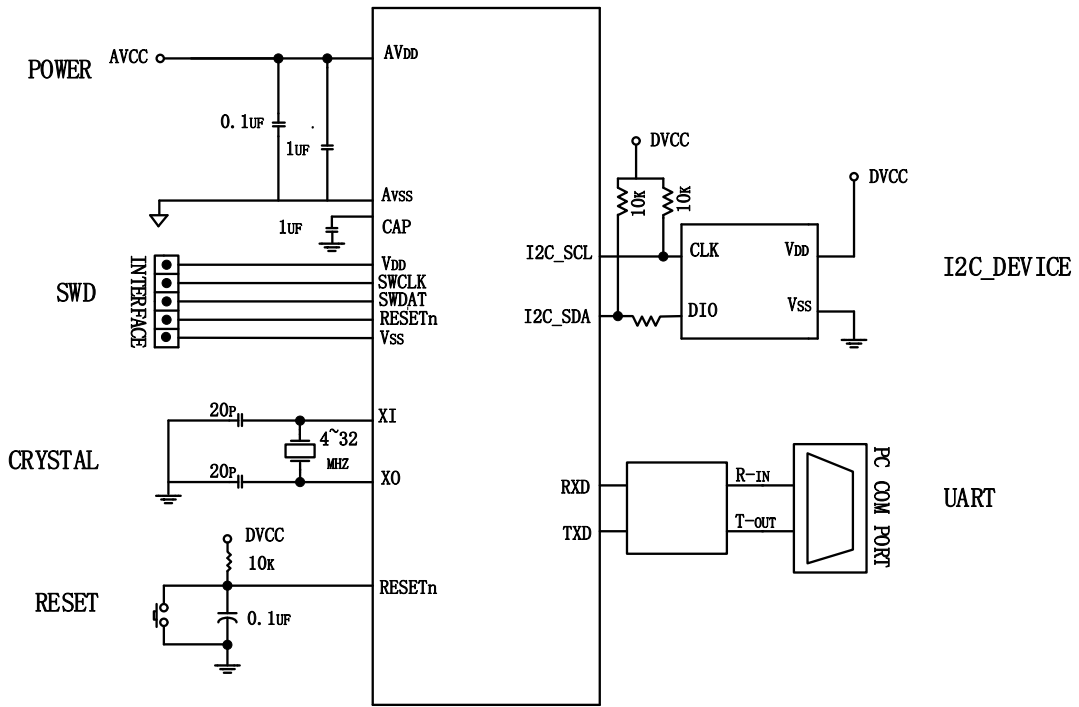 POWER
AVCC
AVDD
0.1UF
1UF
AVSS
1UF
CAP
SWD
INTERFACE
VDD
SWCLK
SWDAT
RESETn
VSS
CRYSTAL
20P
XI
4~32
MHZ
20P
XO
RESET
DVCC
10K
RESETn
0.1UF
DVCC
10K
10K
DVCC
I2C_SCL
CLK
VDD
I2C_DEVICE
I2C_SDA
DIO
VSS
RXD
R-IN
TXD
T-OUT
PC COM PORT
UART